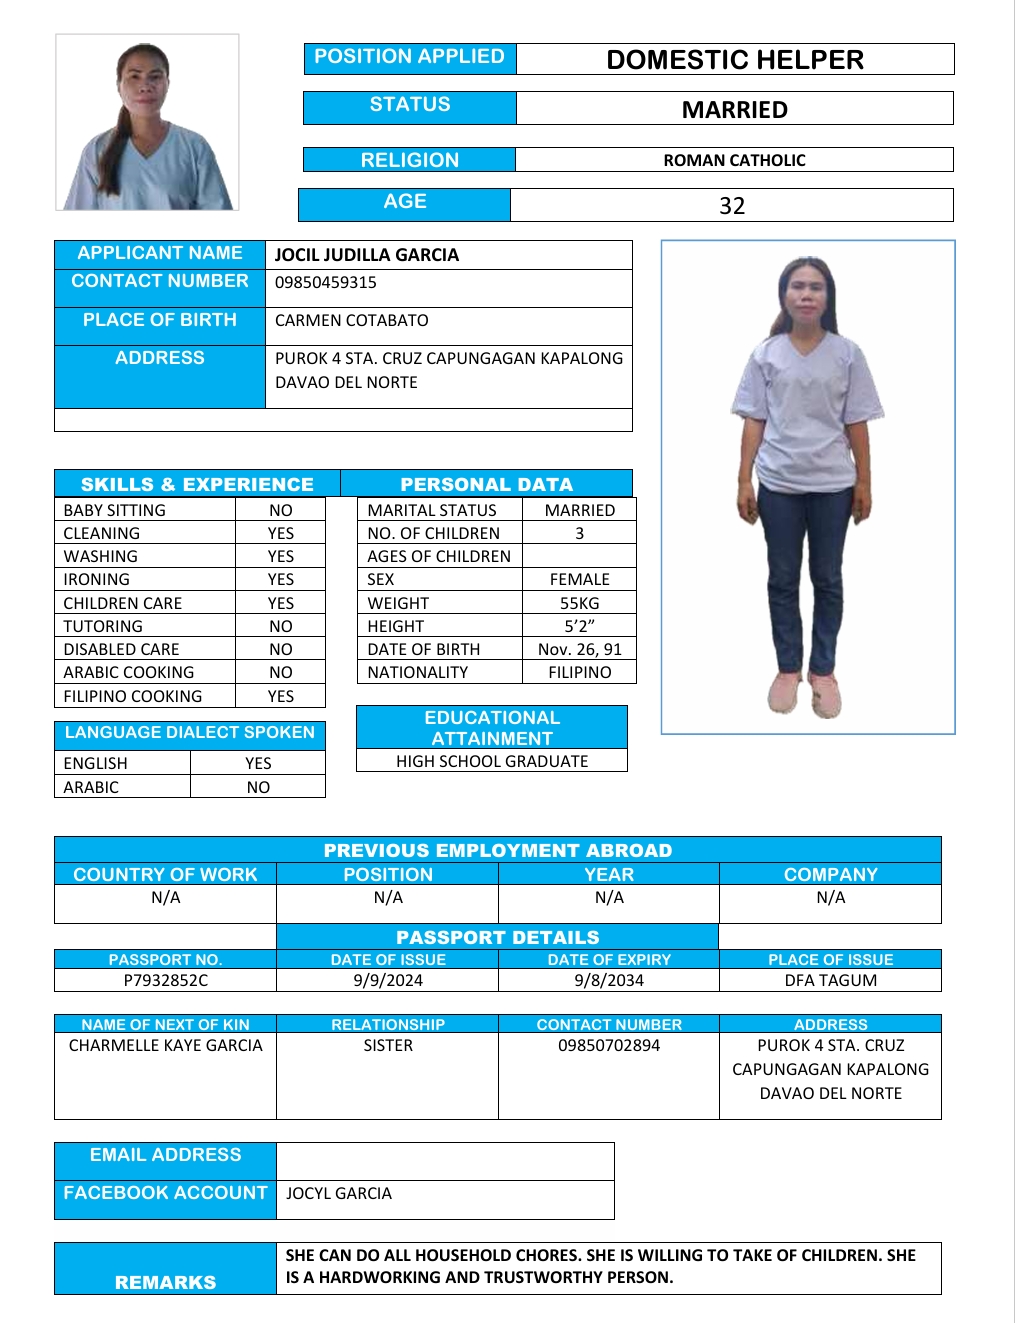 POSITION APPLIED DOMESTIC HELPER
STATUS MARRIED
RELIGION ROMAN CATHOLIC
AGE 32
APPLICANT NAME JOCIL JUDILLA GARCIA
CONTACT NUMBER 09850459315
PLACE OF BIRTH CARMEN COTABATO
ADDRESS PUROK 4 STA. CRUZ CAPUNGAGAN KAPALONG
DAVAO DEL NORTE
SKILLS & EXPERIENCE
BABY SITTING NO
CLEANING YES
WASHING YES
IRONING YES
CHILDREN CARE YES
TUTORING NO
DISABLED CARE NO
ARABIC COOKING NO
FILIPINO COOKING YES
PERSONAL DATA
MARITAL STATUS MARRIED
NO. OF CHILDREN 3
AGES OF CHILDREN
SEX FEMALE
WEIGHT 55KG
HEIGHT 5’2”
DATE OF BIRTH Nov. 26, 91
NATIONALITY FILIPINO
LANGUAGE DIALECT SPOKEN
ENGLISH YES
ARABIC NO
EDUCATIONAL
ATTAINMENT
HIGH SCHOOL GRADUATE
PREVIOUS EMPLOYMENT ABROAD
COUNTRY OF WORK POSITION YEAR COMPANY
N/A N/A N/A N/A
PASSPORT DETAILS
PASSPORT NO. DATE OF ISSUE DATE OF EXPIRY PLACE OF ISSUE
P7932852C 9/9/2024 9/8/2034 DFA TAGUM
NAME OF NEXT OF KIN RELATIONSHIP CONTACT NUMBER ADDRESS
CHARMELLE KAYE GARCIA SISTER 09850702894 PUROK 4 STA. CRUZ
CAPUNGAGAN KAPALONG
DAVAO DEL NORTE
EMAIL ADDRESS
FACEBOOK ACCOUNT JOCYL GARCIA
REMARKS SHE CAN DO ALL HOUSEHOLD CHORES. SHE IS WILLING TO TAKE OF CHILDREN. SHE
IS A HARDWORKING AND TRUSTWORTHY PERSON.